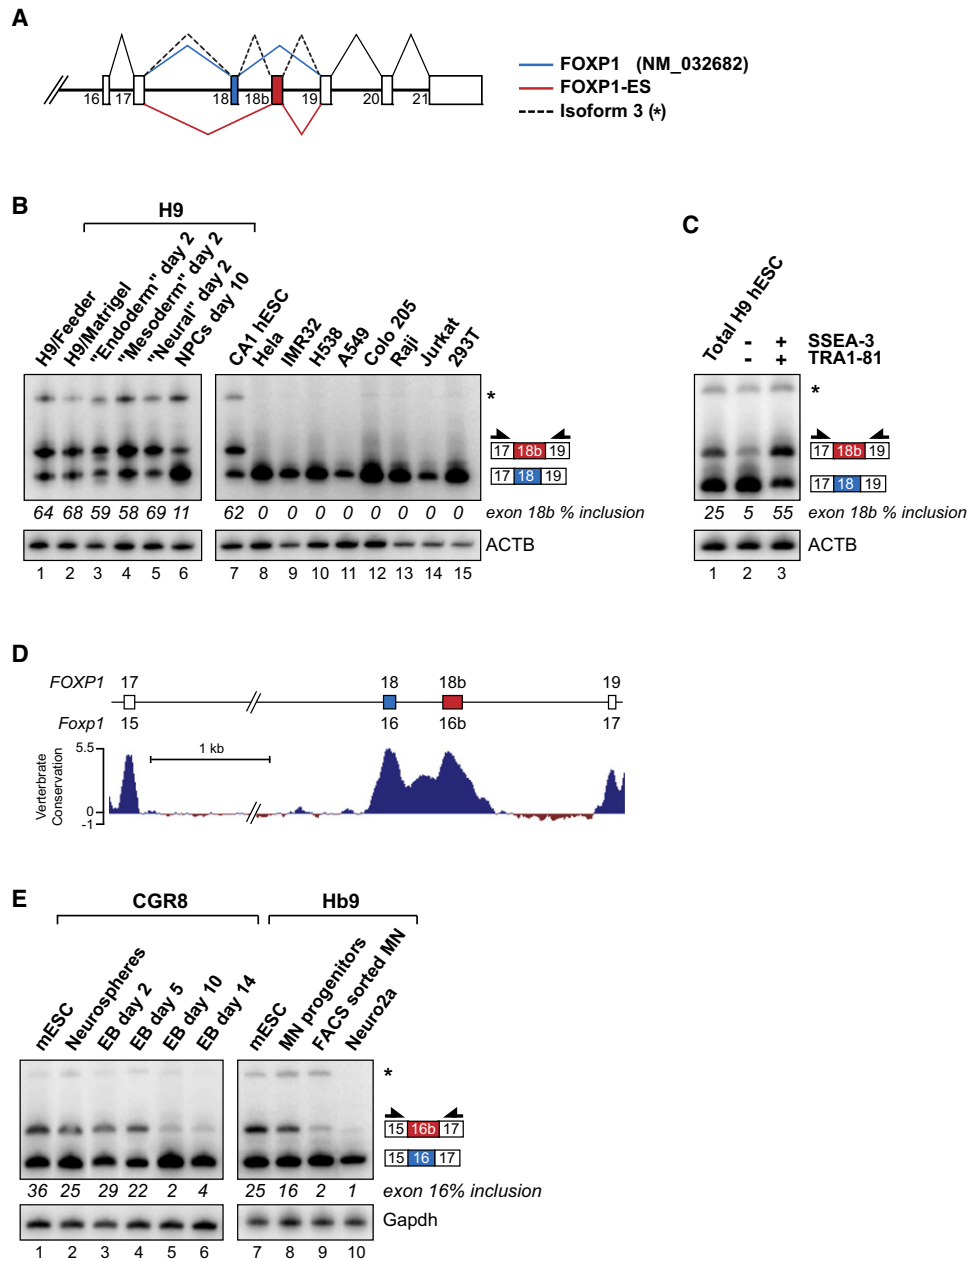 A
16 17 18 18b 19 20 21
FOXP1 (NM_032682)
FOXP1-ES
Isoform 3 (*)
B
H9
H9/Feeder
H9/Matrigel
"Endoderm" day 2
"Mesoderm" day 2
"Neural" day 2
NPCs day 10
CA1 hESC
Hela
IMR32
H538
A549
Colo 205
Raji
Jurkat
293T
*
17 18b 19
17 18 19
64 68 59 58 69 11 62 0 0 0 0 0 0 0 0 exon 18b % inclusion
ACTB
1 2 3 4 5 6 7 8 9 10 11 12 13 14 15
C
Total H9 hESC
- + SSEA-3
- + TRA1-81
*
17 18b 19
17 18 19
25 5 55 exon 18b % inclusion
ACTB
1 2 3
D
FOXP1 17 18 18b 19
Foxp1 15 16 16b 17
Verterbrate
Conservation
5.5
0
-1
1 kb
E
CGR8
Hb9
mESC
Neurospheres
EB day 2
EB day 5
EB day 10
EB day 14
mESC
MN progenitors
FACS sorted MN
Neuro2a
*
15 16b 17
15 16 17
36 25 29 22 2 4 25 16 2 1 exon 16% inclusion
Gapdh
1 2 3 4 5 6 7 8 9 10